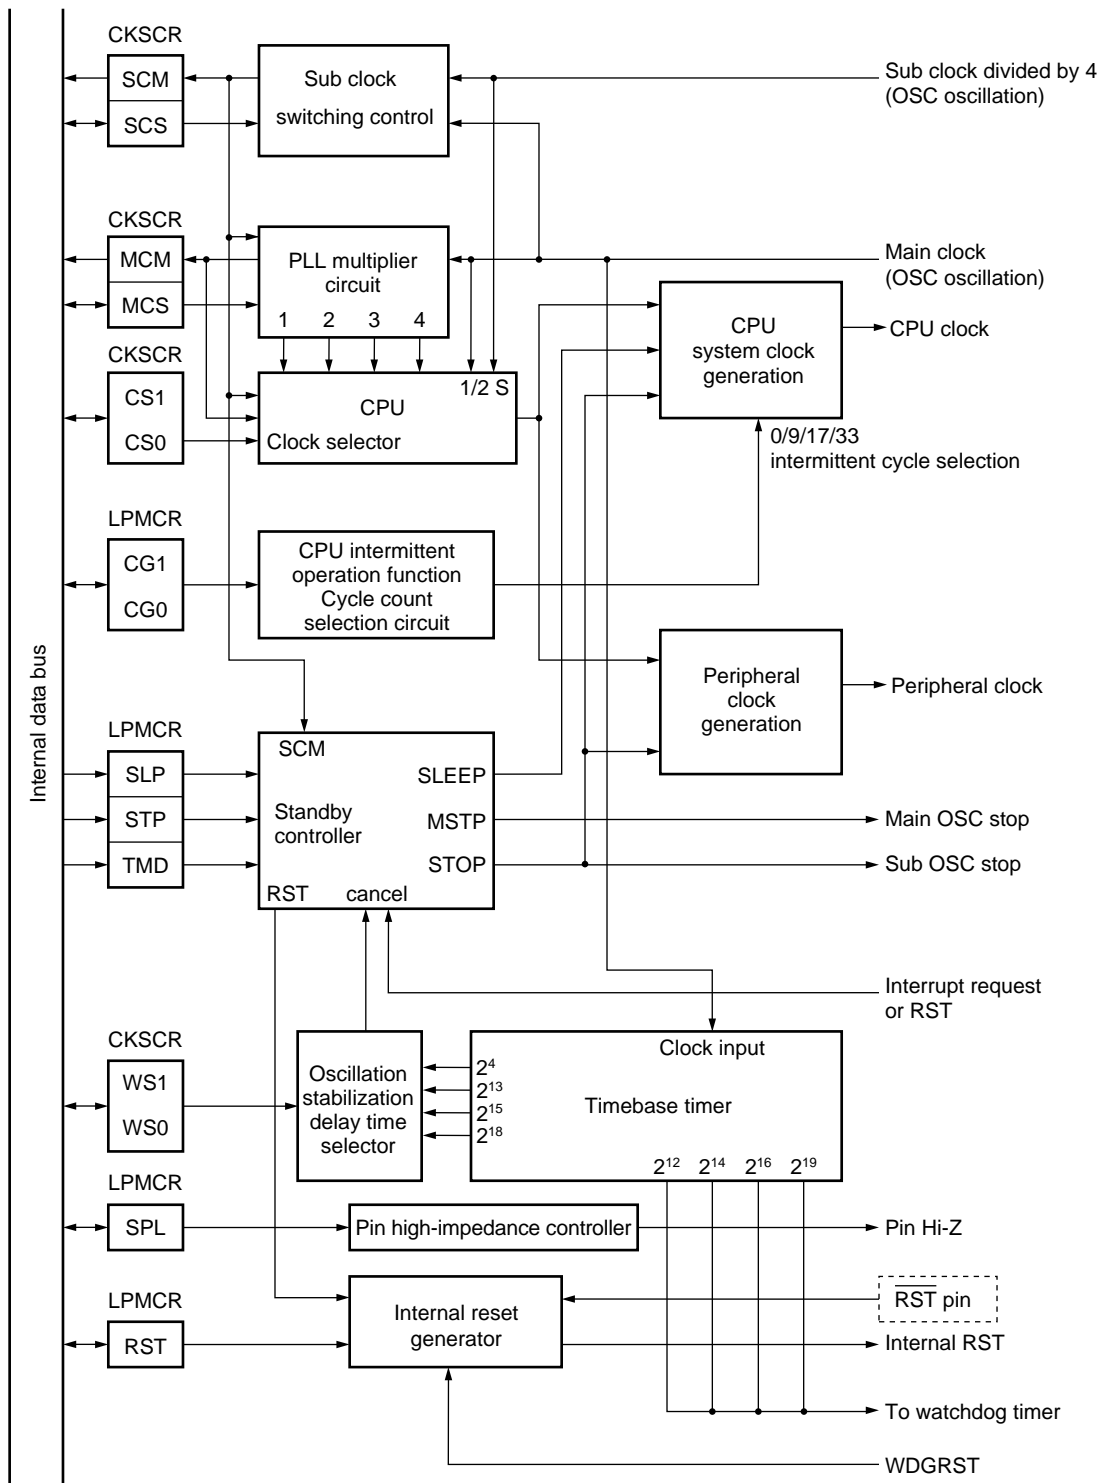 CKSCR
SCM
SCS
Sub clock
switching control
Sub clock divided by 4
(OSC oscillation)
CKSCR
MCM
MCS
PLL multiplier
circuit
1 2 3 4
Main clock
(OSC oscillation)
CPU
system clock
generation
CPU clock
CKSCR
CS1
CS0
1/2 S
CPU
Clock selector
0/9/17/33
intermittent cycle selection
LPMCR
CG1
CG0
CPU intermittent
operation function
Cycle count
selection circuit
Peripheral
clock
generation
Peripheral clock
Internal data bus
LPMCR
SLP
STP
TMD
SCM
Standby
controller
SLEEP
MSTP
STOP
RST cancel
Main OSC stop
Sub OSC stop
Interrupt request
or RST
CKSCR
WS1
WS0
Oscillation
stabilization
delay time
selector
Clock input
Timebase timer
2⁴
2¹³
2¹⁵
2¹⁸
2¹² 2¹⁴ 2¹⁶ 2¹⁹
LPMCR
SPL
Pin high-impedance controller
Pin Hi-Z
LPMCR
RST
Internal reset
generator
R̅S̅T̅ pin
Internal RST
To watchdog timer
WDGRST